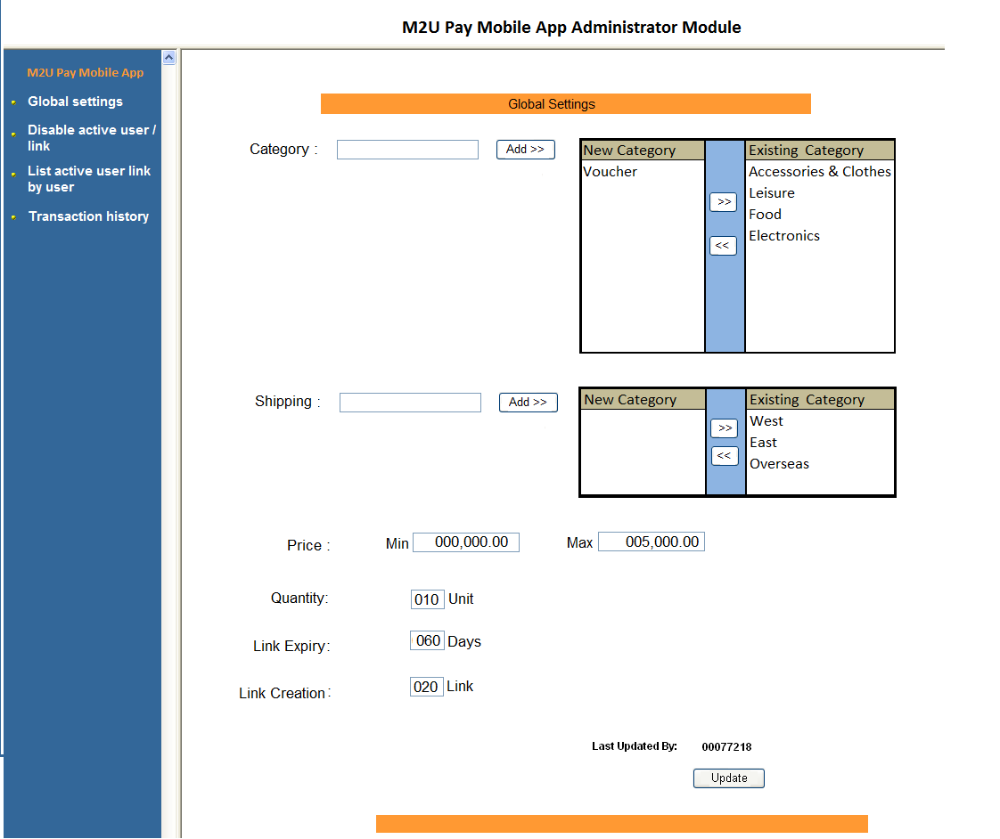 M2U Pay Mobile App Administrator Module
M2U Pay Mobile App
Global settings
Disable active user /
link
List active user link
by user
Transaction history
Global Settings
Category :
Add >>
New Category
Voucher
>>
<<
Existing Category
Accessories & Clothes
Leisure
Food
Electronics
Shipping :
Add >>
New Category
>>
<<
Existing Category
West
East
Overseas
Price : Min 000,000.00 Max 005,000.00
Quantity: 010 Unit
Link Expiry: 060 Days
Link Creation: 020 Link
Last Updated By: 00077218
Update